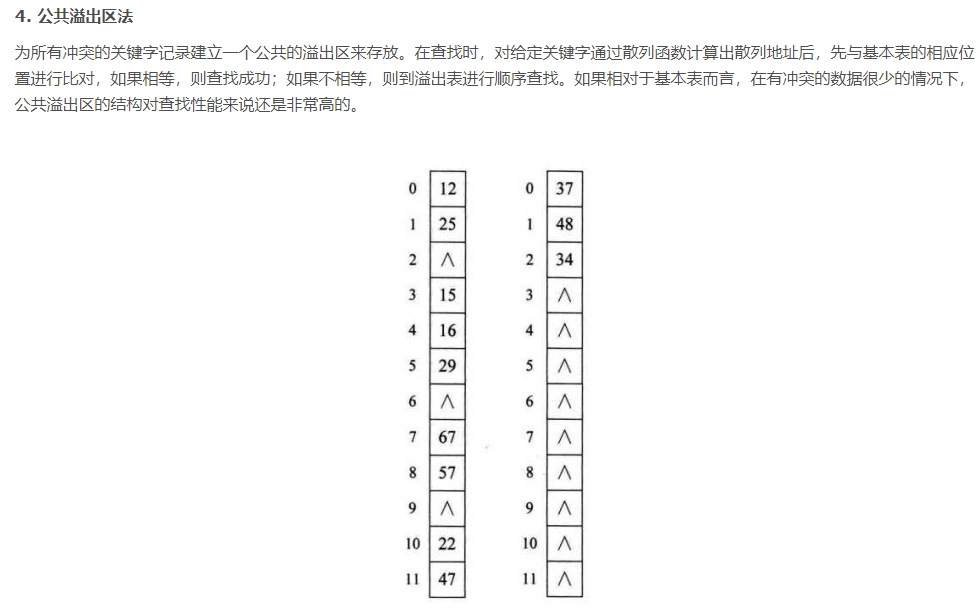 4. 公共溢出区法
为所有冲突的关键字记录建立一个公共的溢出区来存放。在查找时，对给定关键字通过散列函数计算出散列地址后，先与基本表的相应位
置进行比对，如果相等，则查找成功；如果不相等，则到溢出表进行顺序查找。如果相对于基本表而言，在有冲突的数据很少的情况下，
公共溢出区的结构对查找性能来说还是非常高的。
0 12 0 37
1 25 1 48
2 ∧ 2 34
3 15 3 ∧
4 16 4 ∧
5 29 5 ∧
6 ∧ 6 ∧
7 67 7 ∧
8 57 8 ∧
9 ∧ 9 ∧
10 22 10 ∧
11 47 11 ∧